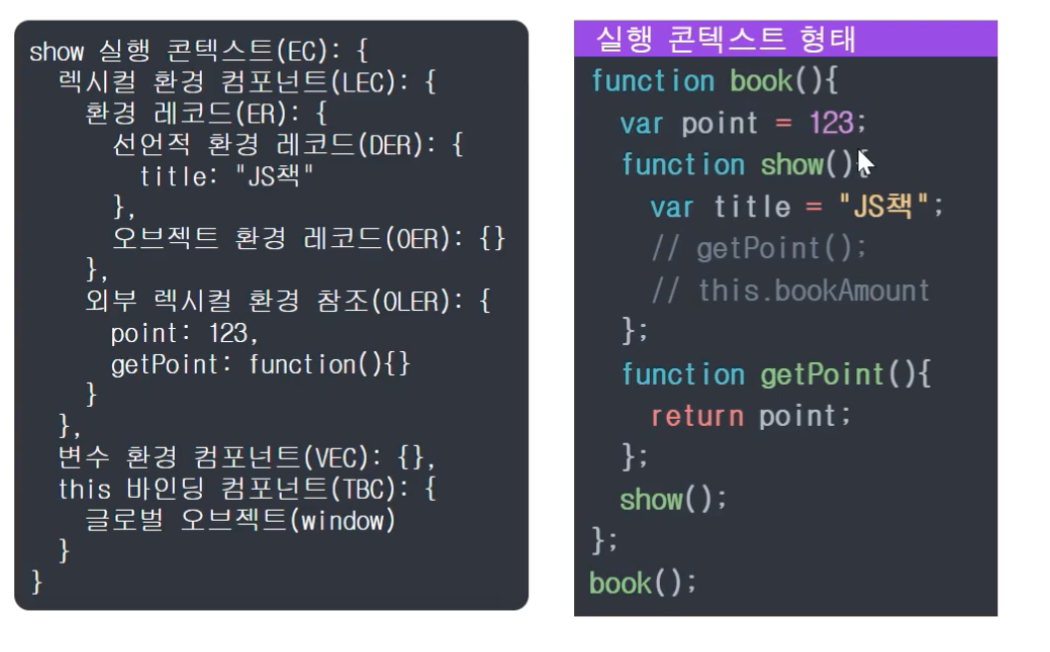 show 실행 콘텍스트(EC): {
렉시컬 환경 컴포넌트(LEC): {
환경 레코드(ER): {
선언적 환경 레코드(DER): {
title: "JS책"
},
오브젝트 환경 레코드(OER): {}
},
외부 렉시컬 환경 참조(OLER): {
point: 123,
getPoint: function(){}
}
},
변수 환경 컴포넌트(VEC): {},
this 바인딩 컴포넌트(TBC): {
글로벌 오브젝트(window)
}
}
실행 콘텍스트 형태
function book(){
var point = 123;
function show(){
var title = "JS책";
// getPoint();
// this.bookAmount
};
function getPoint(){
return point;
};
show();
};
book();